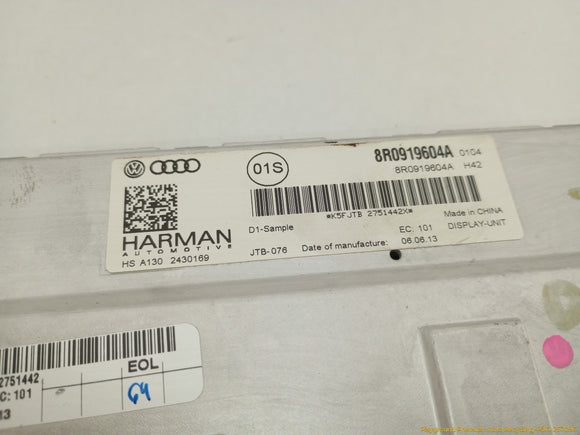 01S
8R0919604A 0104
8R0919604A H42
*K5FJTB 2751442X*
HARMAN
AUTOMOTIVE
HS A130 2430169
D1-Sample
JTB-076
Made in CHINA
EC: 101
DISPLAY-UNIT
Date of manufacture: 06.06.13
2751442
C: 101
13
EOL